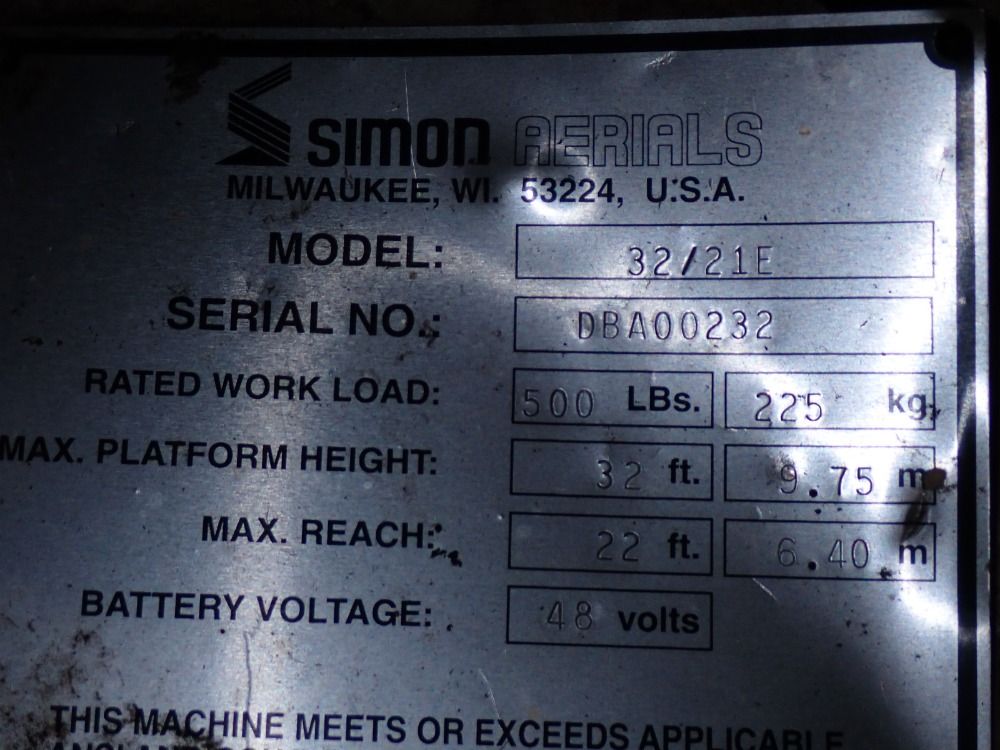 SIMON AERIALS
MILWAUKEE, WI. 53224, U.S.A.
MODEL: 32/21E
SERIAL NO.: DBA00232
RATED WORK LOAD: 500 LBs. 225 kg
MAX. PLATFORM HEIGHT: 32 ft. 9.75 m
MAX. REACH: 22 ft. 6.40 m
BATTERY VOLTAGE: 48 volts
THIS MACHINE MEETS OR EXCEEDS APPLICABLE